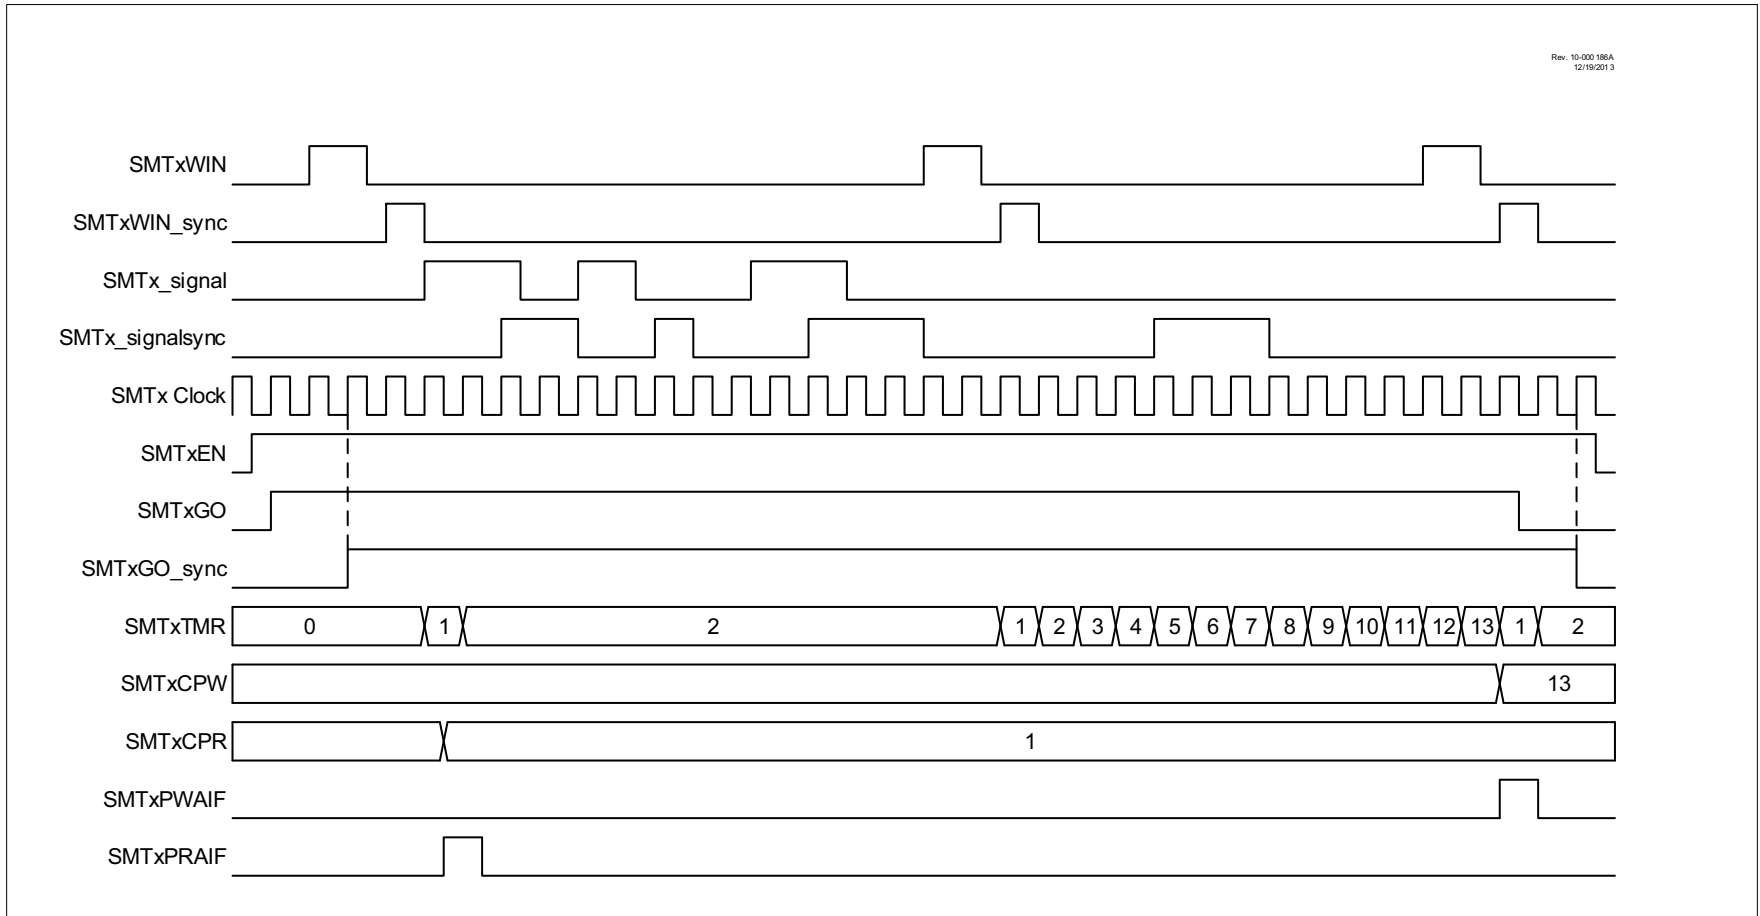 Rev. 10-000 186A
12/19/201 3
SMTxWIN
SMTxWIN_sync
SMTx_signal
SMTx_signalsync
SMTx Clock
SMTxEN
SMTxGO
SMTxGO_sync
SMTxTMR 0 1 2 1 2 3 4 5 6 7 8 9 10 11 12 13 1 2
SMTxCPW 13
SMTxCPR 1
SMTxPWAIF
SMTxPRAIF